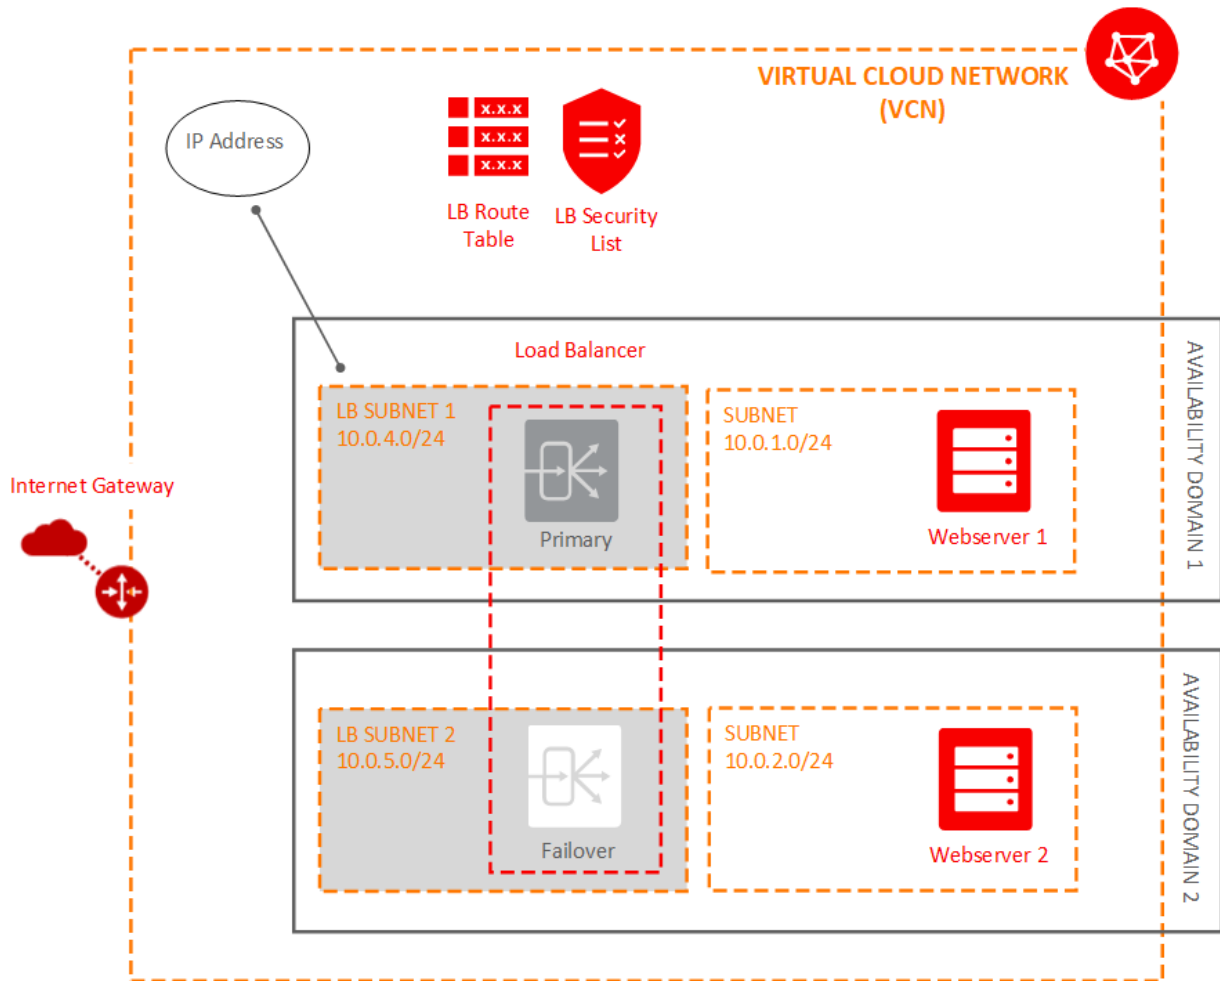 VIRTUAL CLOUD NETWORK
(VCN)
IP Address
x.x.x
x.x.x
x.x.x
LB Route
Table
LB Security
List
Load Balancer
LB SUBNET 1
10.0.4.0/24
Primary
SUBNET
10.0.1.0/24
Webserver 1
AVAILABILITY DOMAIN 1
Internet Gateway
LB SUBNET 2
10.0.5.0/24
Failover
SUBNET
10.0.2.0/24
Webserver 2
AVAILABILITY DOMAIN 2